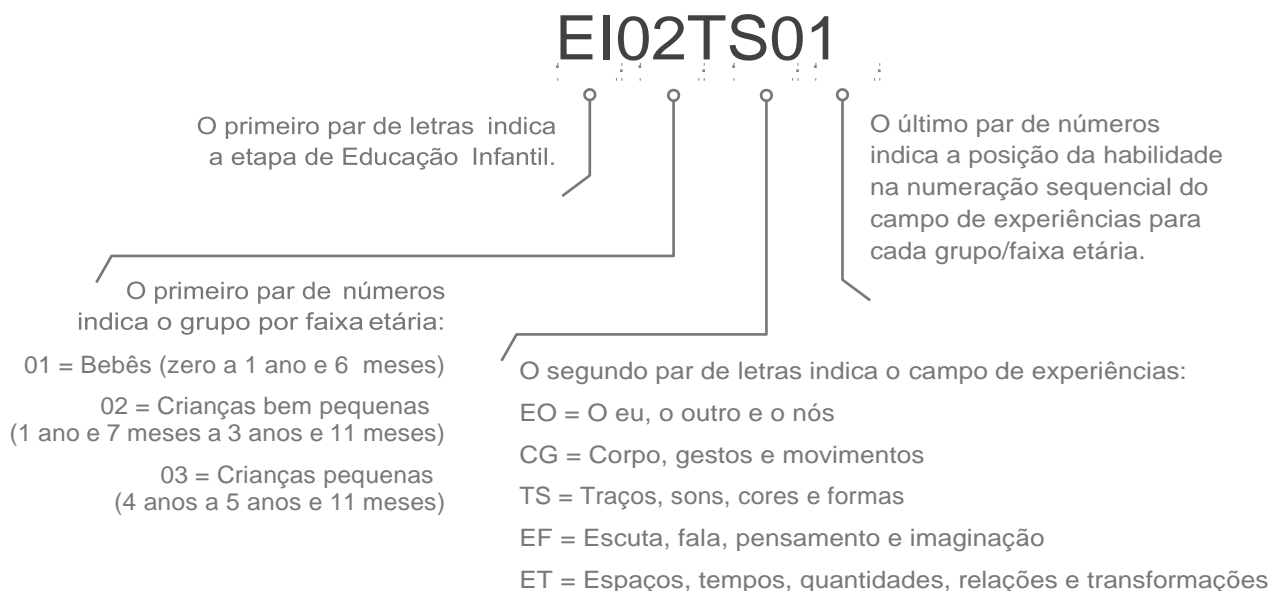 EI02TS01
O primeiro par de letras indica
a etapa de Educação Infantil.
O último par de números
indica a posição da habilidade
na numeração sequencial do
campo de experiências para
cada grupo/faixa etária.
O primeiro par de números
indica o grupo por faixa etária:
01 = Bebês (zero a 1 ano e 6 meses)
02 = Crianças bem pequenas
(1 ano e 7 meses a 3 anos e 11 meses)
03 = Crianças pequenas
(4 anos a 5 anos e 11 meses)
O segundo par de letras indica o campo de experiências:
EO = O eu, o outro e o nós
CG = Corpo, gestos e movimentos
TS = Traços, sons, cores e formas
EF = Escuta, fala, pensamento e imaginação
ET = Espaços, tempos, quantidades, relações e transformações